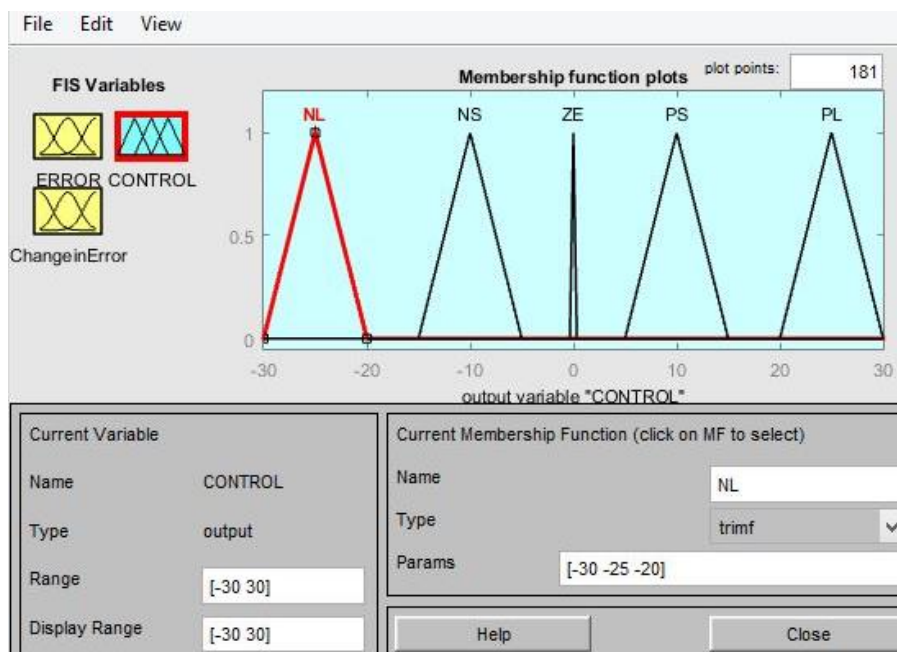 File Edit View
FIS Variables
ERROR CONTROL
ChangeinError
Membership function plots
plot points: 181
NL NS ZE PS PL
1
0.5
0
-30 -20 -10 0 10 20 30
output variable "CONTROL"
Current Variable
Name CONTROL
Type output
Range [-30 30]
Display Range [-30 30]
Current Membership Function (click on MF to select)
Name NL
Type trimf
Params [-30 -25 -20]
Help Close